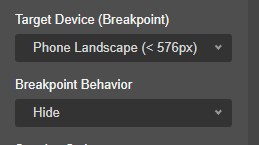 Target Device (Breakpoint)
Phone Landscape (< 576px)
Breakpoint Behavior
Hide